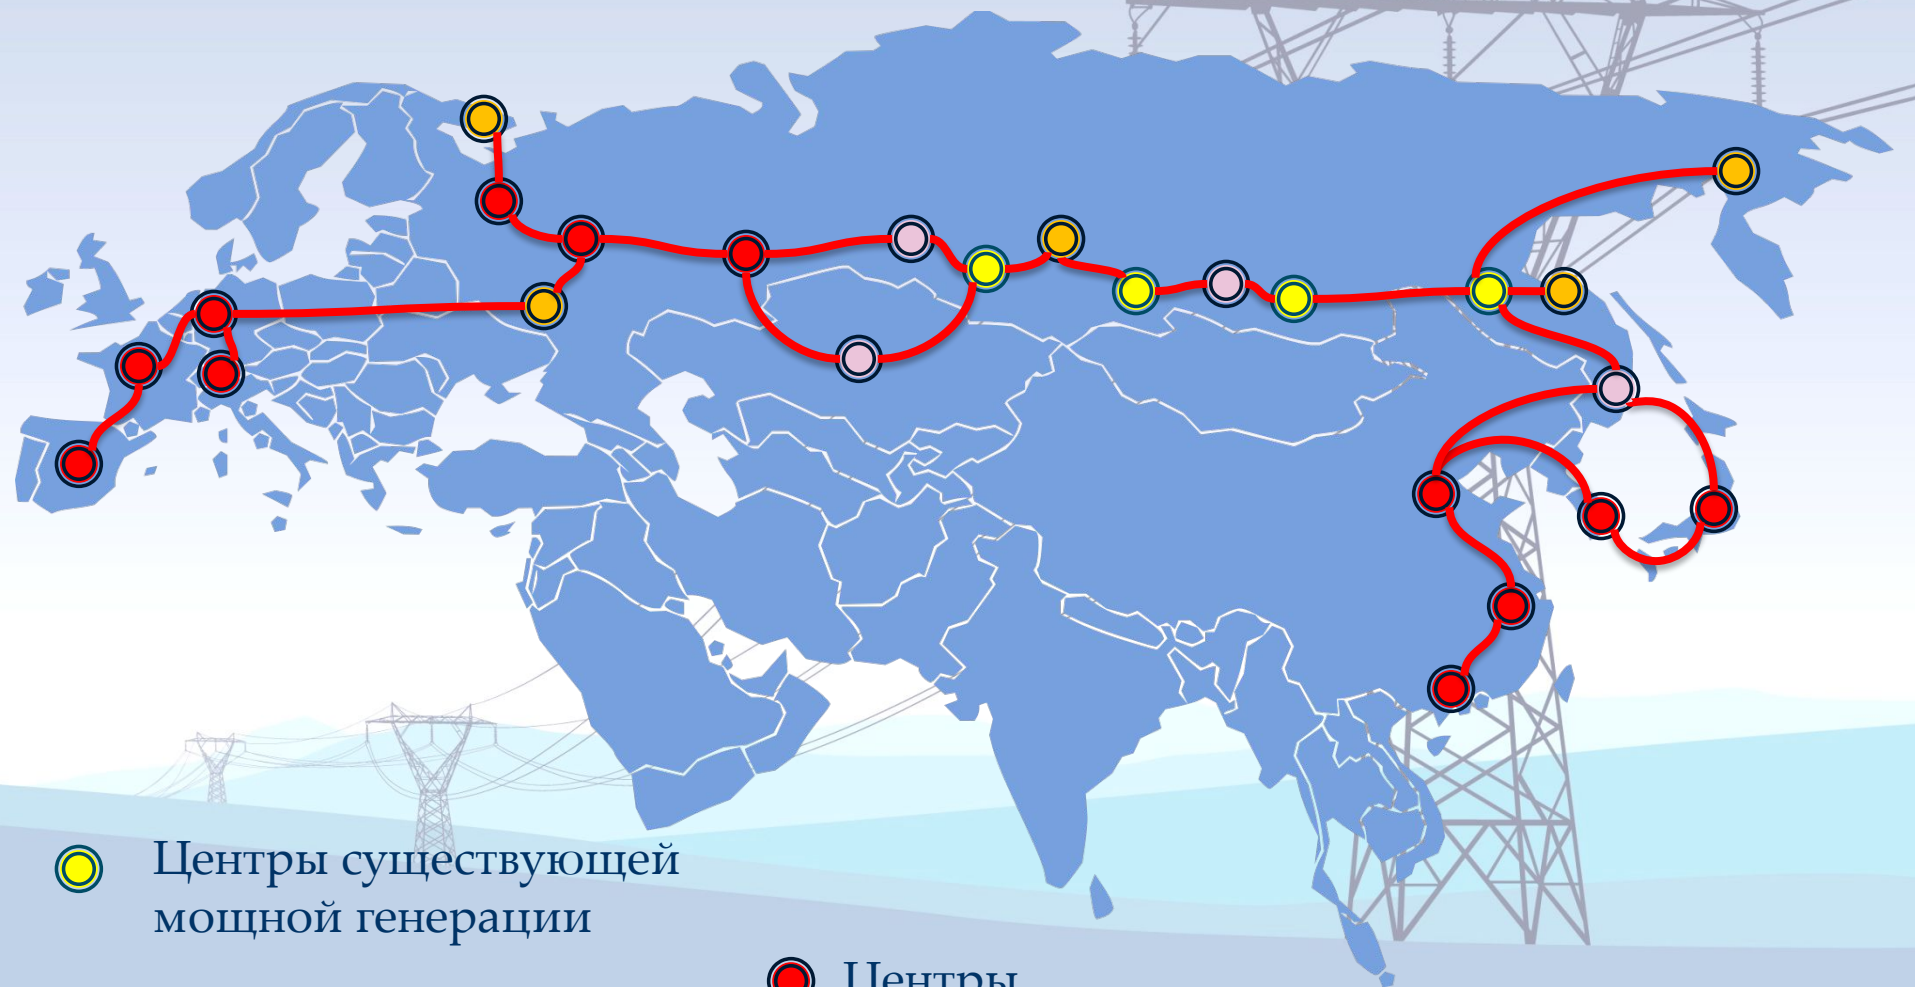 Центры существующей
мощной генерации
Центры